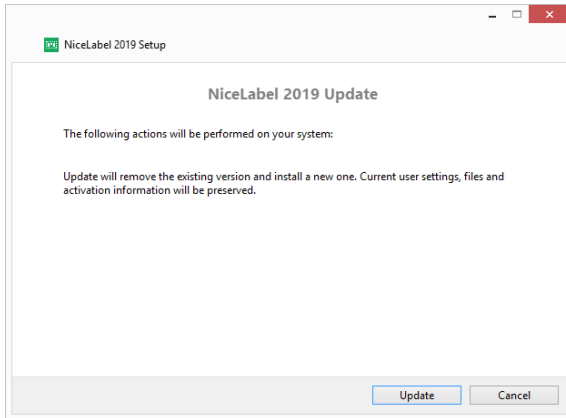 NiceLabel 2019 Setup
NiceLabel 2019 Update
The following actions will be performed on your system:
Update will remove the existing version and install a new one. Current user settings, files and
activation information will be preserved.
Update
Cancel